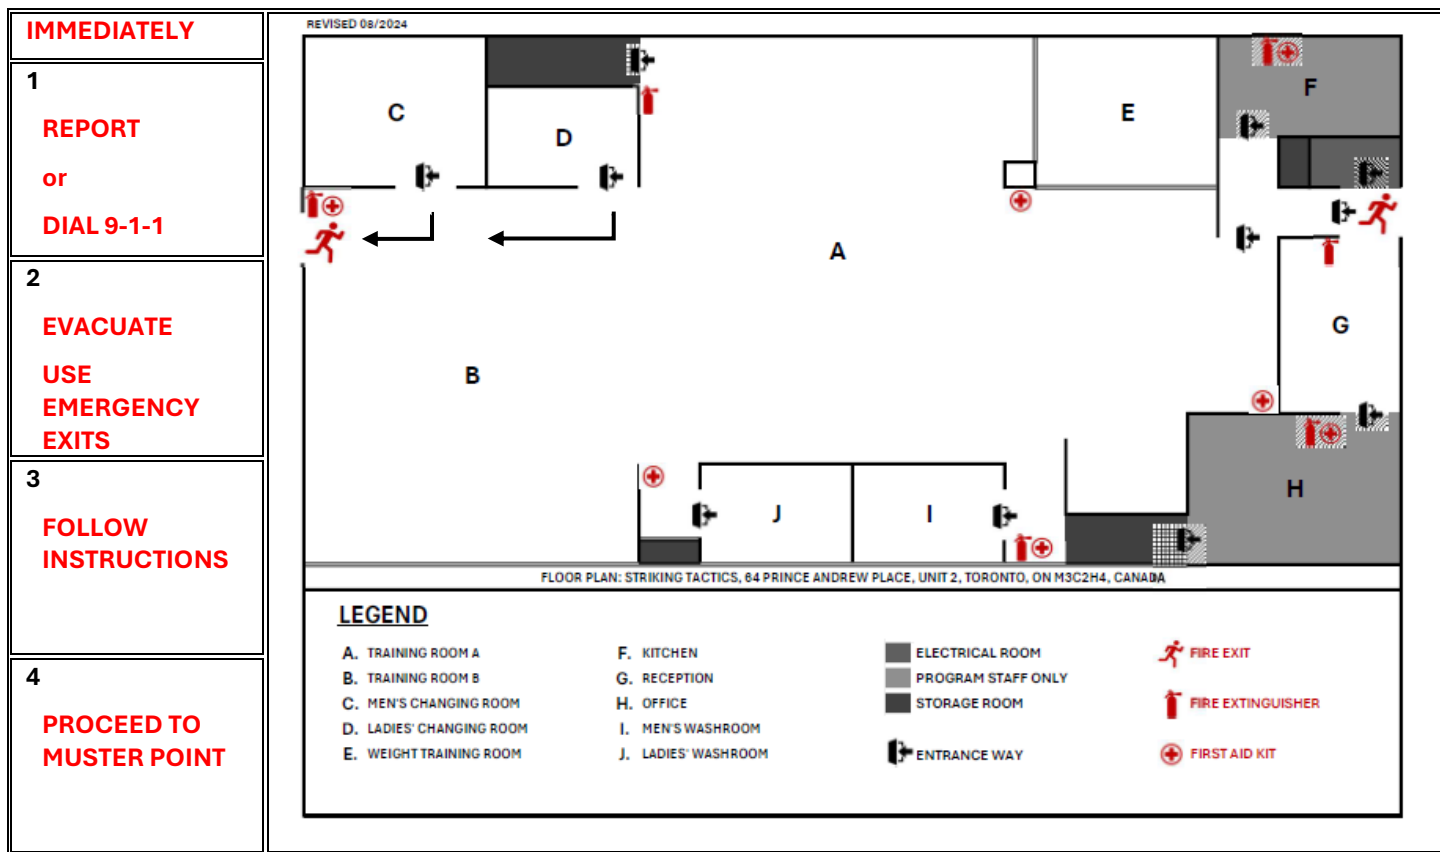 IMMEDIATELY
1
REPORT
or
DIAL 9-1-1
2
EVACUATE
USE
EMERGENCY
EXITS
3
FOLLOW
INSTRUCTIONS
4
PROCEED TO
MUSTER POINT
REVISED 08/2024
C
D
E
F
A
B
G
H
J
I
FLOOR PLAN: STRIKING TACTICS, 64 PRINCE ANDREW PLACE, UNIT 2, TORONTO, ON M3C2H4, CANADA
LEGEND
A. TRAINING ROOM A
B. TRAINING ROOM B
C. MEN'S CHANGING ROOM
D. LADIES' CHANGING ROOM
E. WEIGHT TRAINING ROOM
F. KITCHEN
G. RECEPTION
H. OFFICE
I. MEN'S WASHROOM
J. LADIES' WASHROOM
ELECTRICAL ROOM
PROGRAM STAFF ONLY
STORAGE ROOM
ENTRANCE WAY
FIRE EXIT
FIRE EXTINGUISHER
FIRST AID KIT